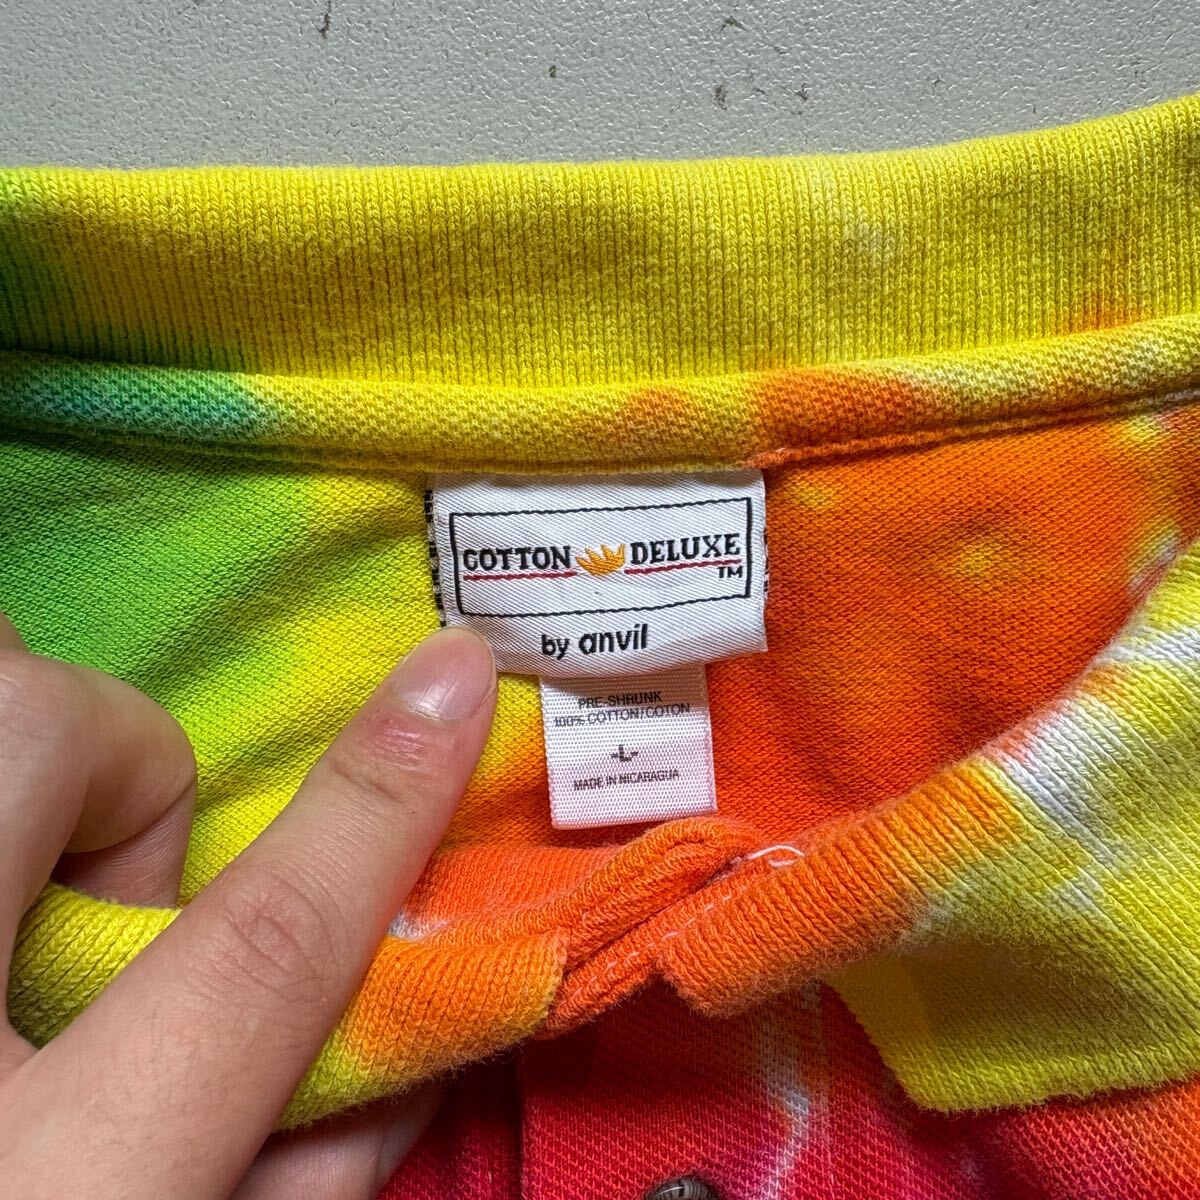 COTTON DELUXE
TM
by anvil
PRE-SHRUNK
100% COTTON/COTON
-L-
MADE IN NICARAGUA